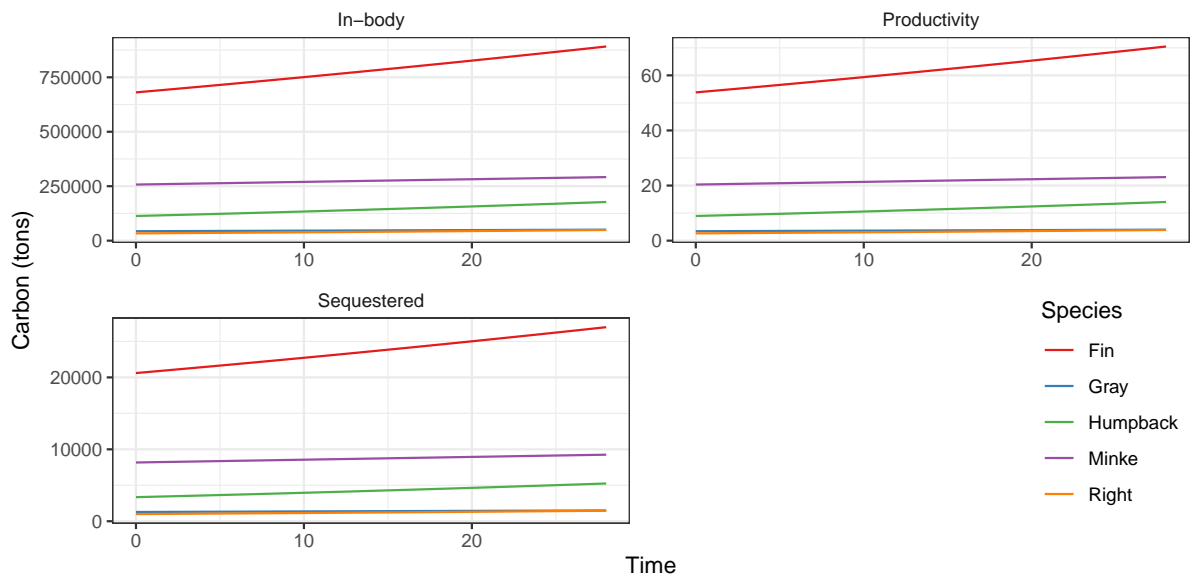 In−body
Productivity
750000
500000
250000
0
0
10
20
60
40
20
0
0
10
20
Carbon (tons)
Sequestered
20000
10000
0
0
10
20
Time
Species
Fin
Gray
Humpback
Minke
Right